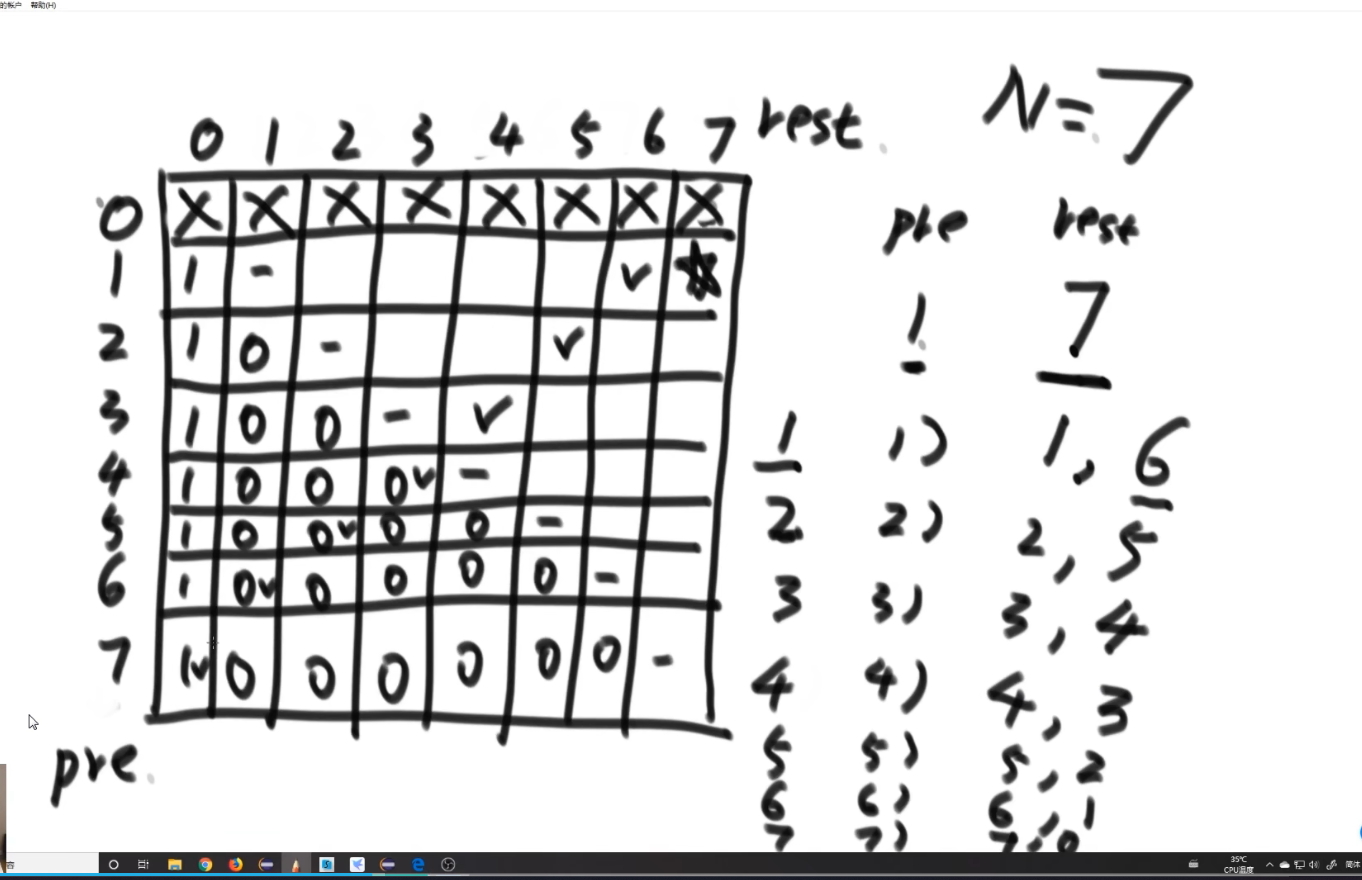 的帐户 帮助(H)
N=7
0 1 2 3 4 5 6 7 rest
0 X X X X X X X X
pre rest
1 1 - ✓
1 7
2 1 0 - ✓
3 1 0 0 - ✓
1 1) 1, 6
4 1 0 0 0✓ -
2 2) 2, 5
5 1 0 0✓ 0 0 -
6 1 0✓ 0 0 0 0 -
3 3) 3, 4
7 1✓ 0 0 0 0 0 0 -
4 4) 4, 3
pre
5 5) 5, 2
6 6) 6, 1
7 7) 7, 0
容
35℃
CPU温度
简体